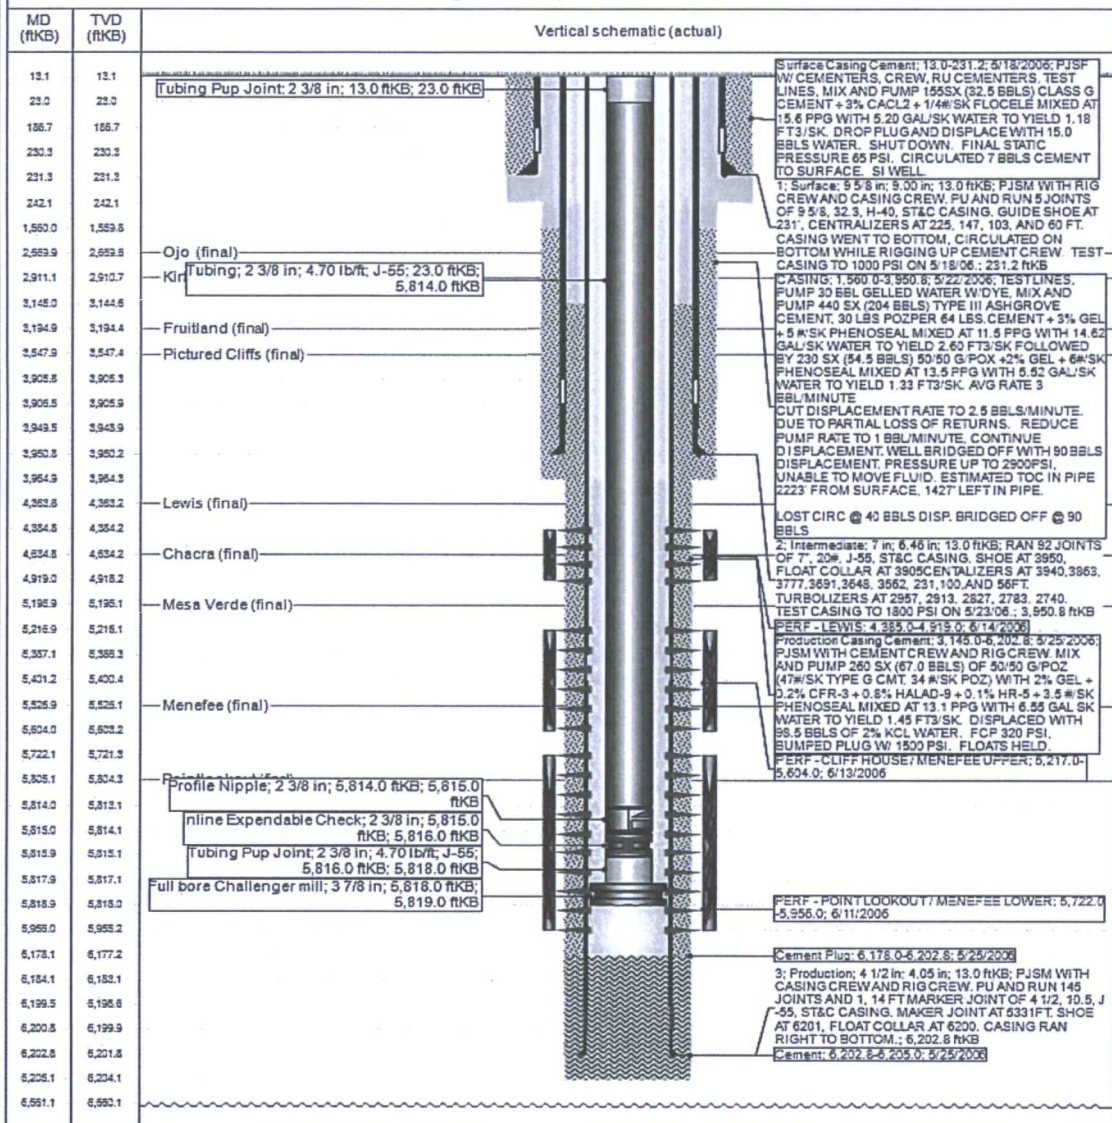 MD (ftKB)
TVD (ftKB)
Vertical schematic (actual)
13.1 13.1
23.0 23.0
186.7 186.7
230.3 230.3
231.3 231.3
242.1 242.1
1,560.0 1,559.8
2,559.9 2,559.5
2,911.1 2,910.7
3,145.0 3,144.6
3,194.9 3,194.4
3,547.9 3,547.4
3,905.5 3,905.3
3,906.5 3,905.9
3,949.5 3,948.9
3,950.8 3,950.2
3,964.9 3,964.3
4,363.8 4,363.2
4,384.8 4,384.2
4,634.8 4,634.2
4,919.0 4,918.2
5,195.9 5,195.1
5,216.9 5,216.1
5,357.1 5,356.3
5,401.2 5,400.4
5,525.9 5,525.1
5,604.0 5,603.2
5,722.1 5,721.3
5,805.1 5,804.3
5,814.0 5,813.1
5,815.0 5,814.1
5,815.9 5,815.1
5,817.9 5,817.1
5,818.9 5,818.0
5,956.0 5,955.2
6,178.1 6,177.2
6,184.1 6,183.1
6,199.5 6,198.6
6,200.8 6,199.9
6,202.8 6,201.8
6,205.1 6,204.1
6,561.1 6,560.1
Tubing Pup Joint; 2 3/8 in; 13.0 ftKB; 23.0 ftKB
Ojo (final)
Kir
Tubing; 2 3/8 in; 4.70 lb/ft; J-55; 23.0 ftKB;
5,814.0 ftKB
Fruitland (final)
Pictured Cliffs (final)
Lewis (final)
Chacra (final)
Mesa Verde (final)
Menefee (final)
Profile Nipple; 2 3/8 in; 5,814.0 ftKB; 5,815.0
ftKB
nline Expendable Check; 2 3/8 in; 5,815.0
ftKB; 5,816.0 ftKB
Tubing Pup Joint; 2 3/8 in; 4.70 lb/ft; J-55;
5,816.0 ftKB; 5,818.0 ftKB
Full bore Challenger mill; 3 7/8 in; 5,818.0 ftKB;
5,819.0 ftKB
Surface Casing Cement; 13.0-231.2; 5/18/2006; PJSF
W/ CEMENTERS, CREW, RU CEMENTERS, TEST
LINES, MIX AND PUMP 155SX (32.5 BBLS) CLASS G
CEMENT + 3% CACL2 + 1/4#/SK FLOCELE MIXED AT
15.6 PPG WITH 5.20 GAL/SK WATER TO YIELD 1.18
FT3/SK. DROP PLUG AND DISPLACE WITH 15.0
BBLS WATER. SHUT DOWN. FINAL STATIC
PRESSURE 65 PSI. CIRCULATED 7 BBLS CEMENT
TO SURFACE. SI WELL.
1; Surface; 9 5/8 in; 9.00 in; 13.0 ftKB; PJSM WITH RIG
CREW AND CASING CREW. PU AND RUN 5 JOINTS
OF 9 5/8, 32.3, H-40, ST&C CASING. GUIDE SHOE AT
231', CENTRALIZERS AT 225, 147, 103, AND 60 FT.
CASING WENT TO BOTTOM, CIRCULATED ON
BOTTOM WHILE RIGGING UP CEMENT CREW. TEST
CASING TO 1000 PSI ON 5/18/06.; 231.2 ftKB
CASING; 1,560.0-3,950.8; 5/22/2006; TEST LINES,
PUMP 30 BBL GELLED WATER W/DYE, MIX AND
PUMP 440 SX (204 BBLS) TYPE III ASHGROVE
CEMENT, 30 LBS POZ PER 64 LBS. CEMENT + 3% GEL
+ 5 #/SK PHENOSEAL MIXED AT 11.5 PPG WITH 14.62
GAL/SK WATER TO YIELD 2.60 FT3/SK FOLLOWED
BY 230 SX (54.5 BBLS) 50/50 G/POX +2% GEL + 6#/SK
PHENOSEAL MIXED AT 13.5 PPG WITH 5.52 GAL/SK
WATER TO YIELD 1.33 FT3/SK. AVG RATE 3
BBL/MINUTE
CUT DISPLACEMENT RATE TO 2.5 BBLS/MINUTE.
DUE TO PARTIAL LOSS OF RETURNS. REDUCE
PUMP RATE TO 1 BBL/MINUTE, CONTINUE
DISPLACEMENT. WELL BRIDGED OFF WITH 90 BBLS
DISPLACEMENT. PRESSURE UP TO 2900PSI,
UNABLE TO MOVE FLUID. ESTIMATED TOC IN PIPE
2223' FROM SURFACE, 1427' LEFT IN PIPE.
LOST CIRC @ 40 BBLS DISP. BRIDGED OFF @ 90
BBLS
2; Intermediate; 7 in; 6.46 in; 13.0 ftKB; RAN 92 JOINTS
OF 7", 20#, J-55, ST&C CASING. SHOE AT 3950,
FLOAT COLLAR AT 3905CENTALIZERS AT 3940,3863,
3777,3691,3648, 3562, 231,100,AND 56FT.
TURBOLIZERS AT 2957, 2913, 2827, 2783, 2740.
TEST CASING TO 1800 PSI ON 5/23/06.; 3,950.8 ftKB
PERF - LEWIS; 4,385.0-4,919.0; 6/14/2006
Production Casing Cement; 3,145.0-6,202.8; 5/25/2006;
PJSM WITH CEMENT CREW AND RIG CREW. MIX
AND PUMP 260 SX (67.0 BBLS) OF 50/50 G/POZ
(47#/SK TYPE G CMT, 34 #/SK POZ) WITH 2% GEL +
0.2% CFR-3 + 0.8% HALAD-9 + 0.1% HR-5 + 3.5 #/SK
PHENOSEAL MIXED AT 13.1 PPG WITH 6.55 GAL SK
WATER TO YIELD 1.45 FT3/SK. DISPLACED WITH
98.5 BBLS OF 2% KCL WATER. FCP 320 PSI,
BUMPED PLUG W/ 1500 PSI. FLOATS HELD.
PERF - CLIFF HOUSE / MENEFEE UPPER; 5,217.0-
5,604.0; 6/13/2006
PERF - POINT LOOKOUT / MENEFEE LOWER; 5,722.0
-5,956.0; 6/11/2006
Cement Plug; 6,178.0-6,202.8; 5/25/2006
3; Production; 4 1/2 in; 4.05 in; 13.0 ftKB; PJSM WITH
CASING CREW AND RIG CREW. PU AND RUN 145
JOINTS AND 1, 14 FT MARKER JOINT OF 4 1/2, 10.5, J
-55, ST&C CASING. MAKER JOINT AT 5331FT. SHOE
AT 6201, FLOAT COLLAR AT 6200. CASING RAN
RIGHT TO BOTTOM.; 6,202.8 ftKB
Cement; 6,202.8-6,205.0; 5/25/2006